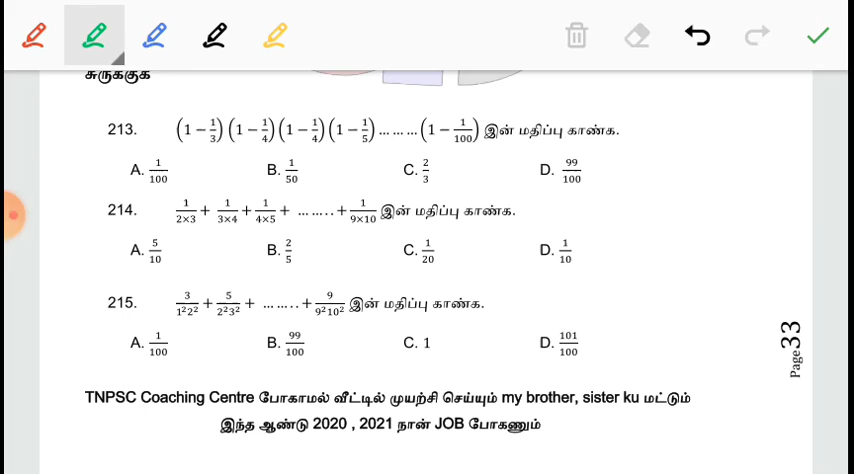 சுருக்குக
213. (1 − 1/3) (1 − 1/4) (1 − 1/4) (1 − 1/5) ... ... ... (1 − 1/100) இன் மதிப்பு காண்க.
A. 1/100 B. 1/50 C. 2/3 D. 99/100
214. 1/2×3 + 1/3×4 + 1/4×5 + ... ... .. + 1/9×10 இன் மதிப்பு காண்க.
A. 5/10 B. 2/5 C. 1/20 D. 1/10
215. 3/1²2² + 5/2²3² + ... ... .. + 9/9²10² இன் மதிப்பு காண்க.
A. 1/100 B. 99/100 C. 1 D. 101/100
Page33
TNPSC Coaching Centre போகாமல் வீட்டில் முயற்சி செய்யும் my brother, sister ku மட்டும்
இந்த ஆண்டு 2020 , 2021 நான் JOB போகணும்